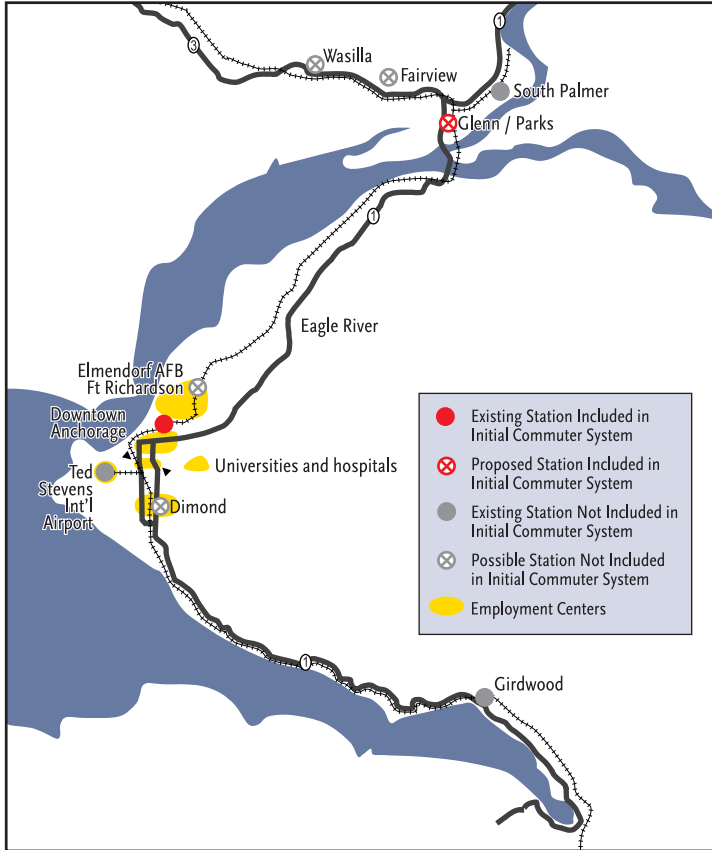 1
3
Wasilla
Fairview
South Palmer
Glenn / Parks
1
Eagle River
Elmendorf AFB
Ft Richardson
Downtown
Anchorage
Ted
Stevens
Int'l
Airport
Universities and hospitals
Dimond
1
Girdwood
Existing Station Included in
Initial Commuter System
Proposed Station Included in
Initial Commuter System
Existing Station Not Included in
Initial Commuter System
Possible Station Not Included
in Initial Commuter System
Employment Centers